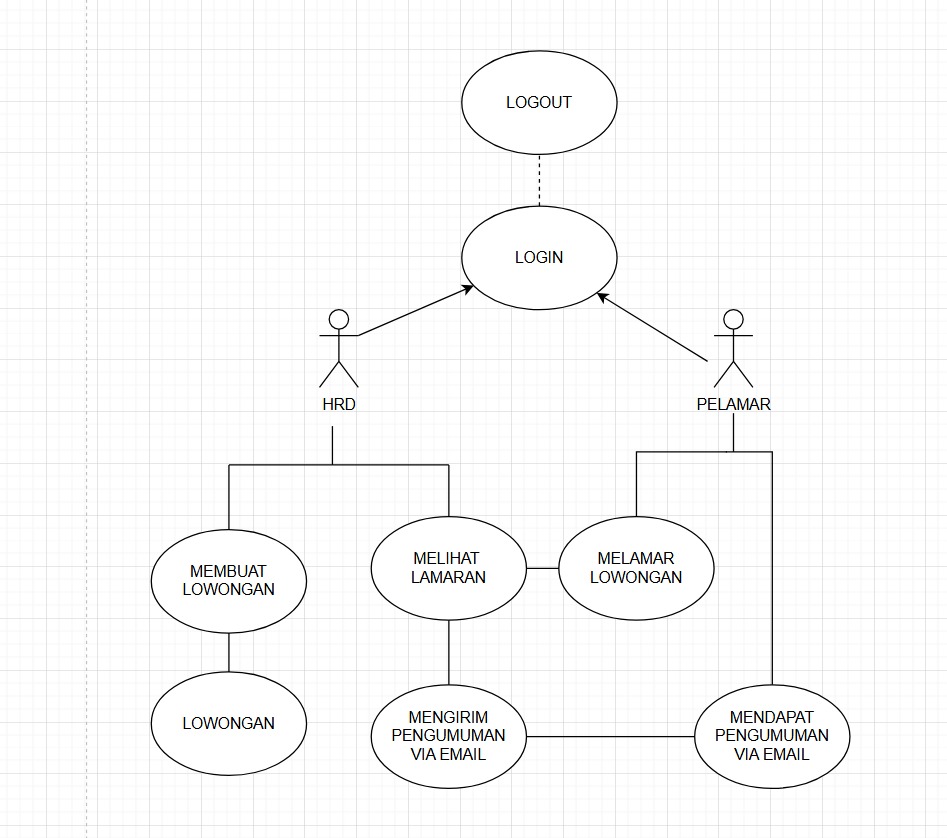 LOGOUT
LOGIN
HRD
PELAMAR
MEMBUAT
LOWONGAN
MELIHAT
LAMARAN
MELAMAR
LOWONGAN
LOWONGAN
MENGIRIM
PENGUMUMAN
VIA EMAIL
MENDAPAT
PENGUMUMAN
VIA EMAIL